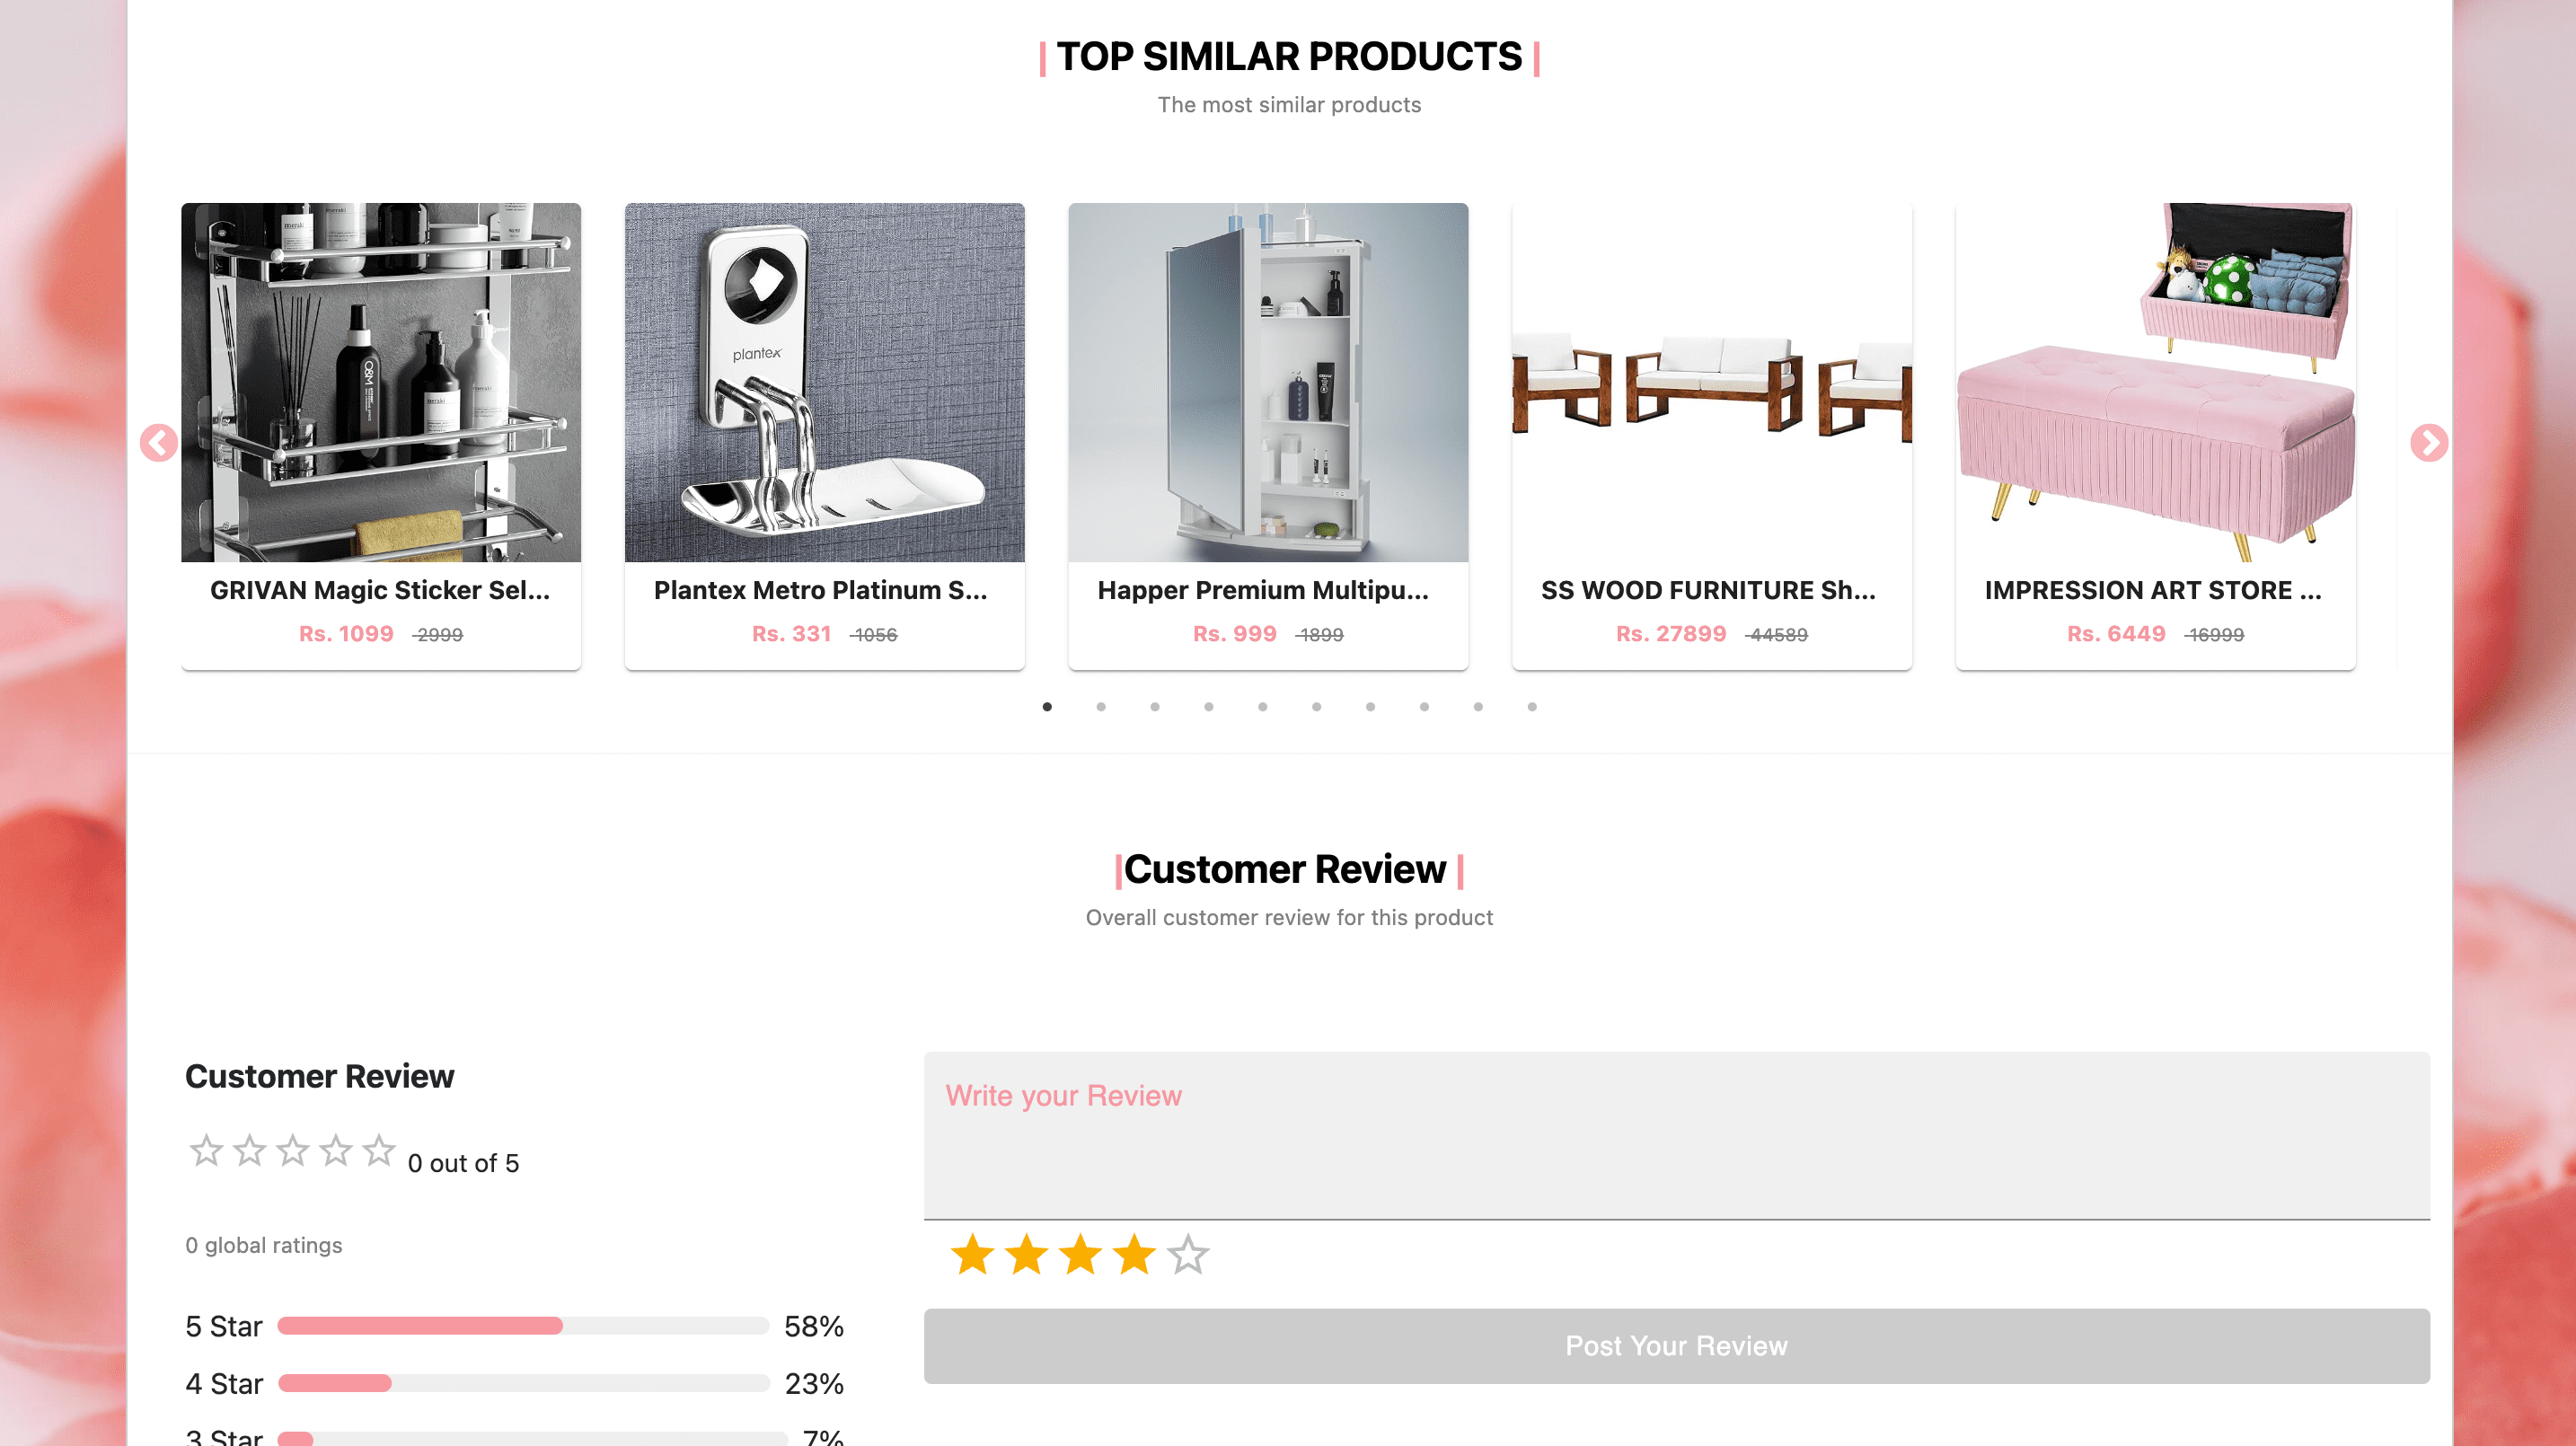 | TOP SIMILAR PRODUCTS |
The most similar products
plantex
GRIVAN Magic Sticker Sel...
Rs. 1099 2999
Plantex Metro Platinum S...
Rs. 331 1056
Happer Premium Multipu...
Rs. 999 1899
SS WOOD FURNITURE Sh...
Rs. 27899 44589
IMPRESSION ART STORE ...
Rs. 6449 16999
|Customer Review |
Overall customer review for this product
Customer Review
0 out of 5
0 global ratings
5 Star 58%
4 Star 23%
3 Star 7%
Write your Review
Post Your Review